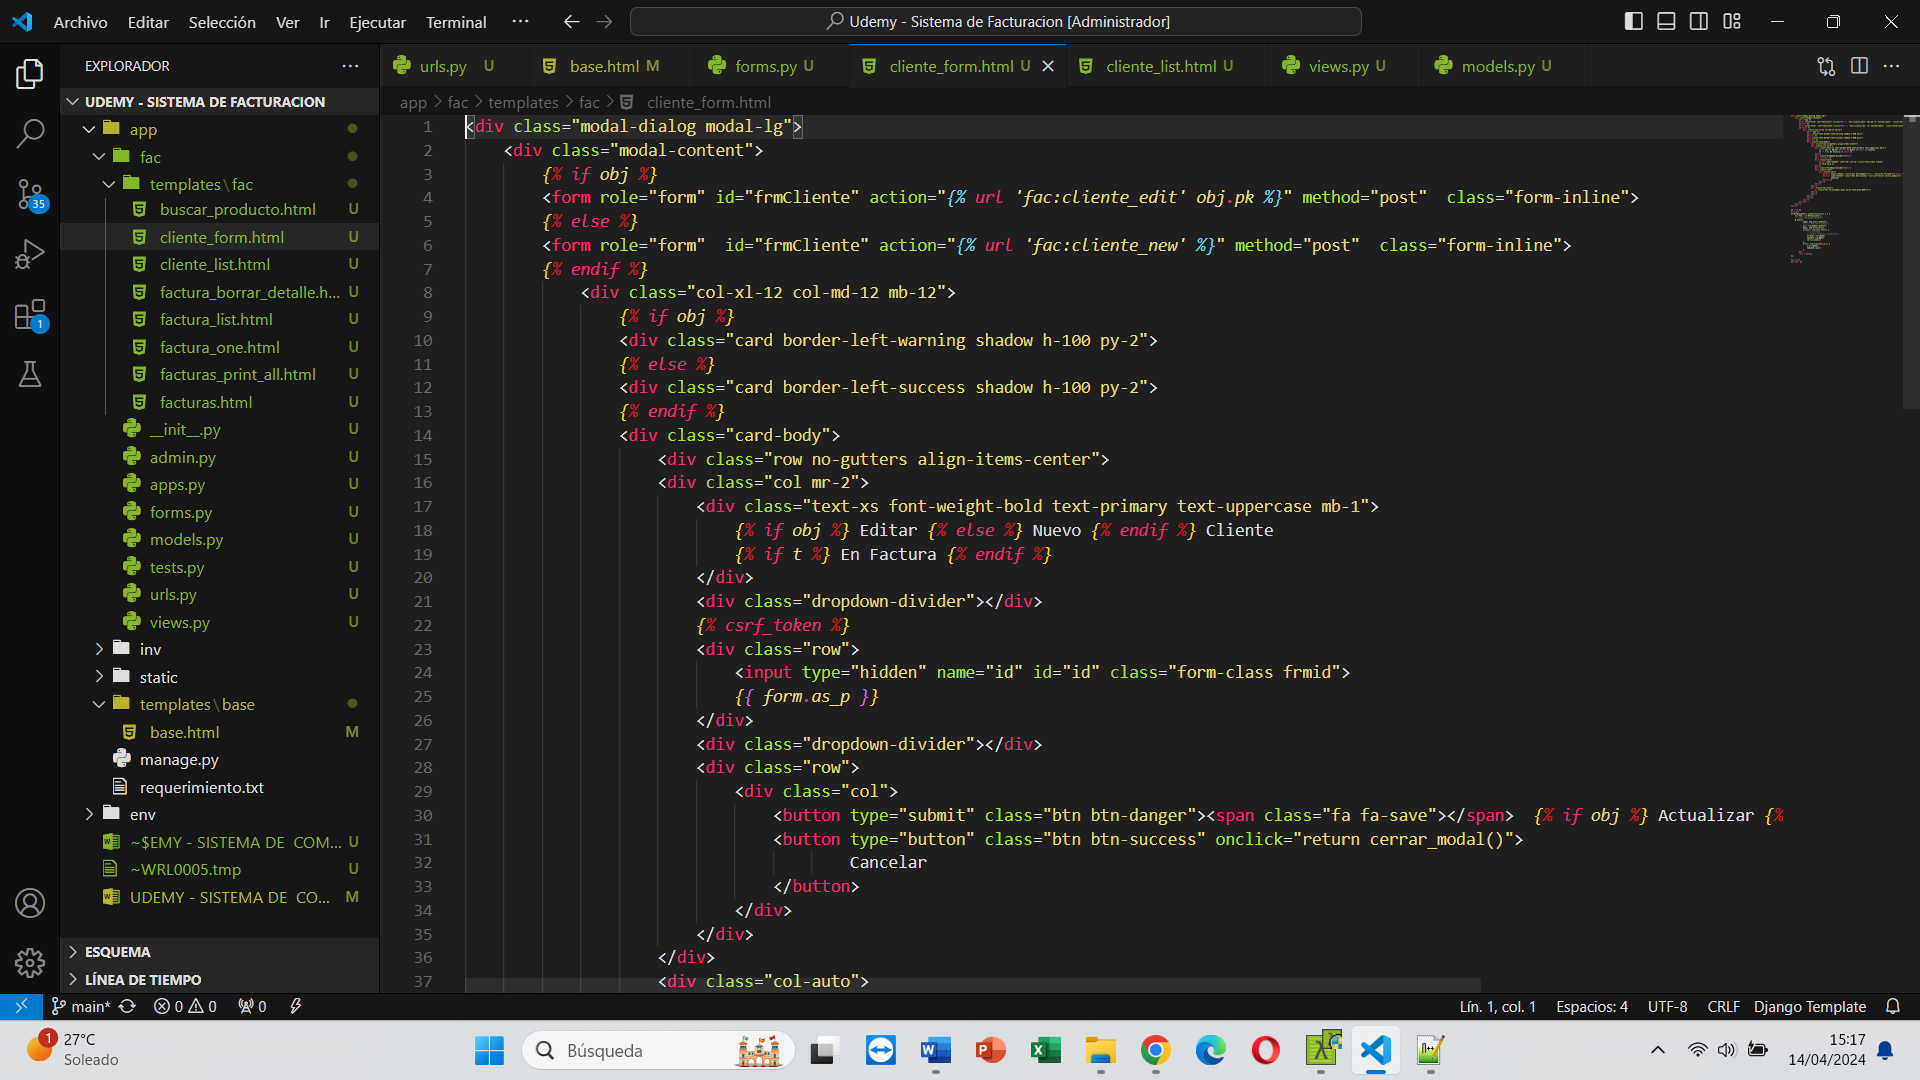 Archivo Editar Selección Ver Ir Ejecutar Terminal ··· Udemy - Sistema de Facturacion [Administrador]
EXPLORADOR ···
urls.py U base.html M forms.py U cliente_form.html U cliente_list.html U views.py U models.py U
UDEMY - SISTEMA DE FACTURACION
app > fac > templates > fac > cliente_form.html
app
fac
templates\fac
buscar_producto.html U
cliente_form.html U
cliente_list.html U
factura_borrar_detalle.h... U
factura_list.html U
factura_one.html U
facturas_print_all.html U
facturas.html U
__init__.py U
admin.py U
apps.py U
forms.py U
models.py U
tests.py U
urls.py U
views.py U
inv
static
templates\base
base.html M
manage.py
requerimiento.txt
env
~$EMY - SISTEMA DE COM... U
~WRL0005.tmp U
UDEMY - SISTEMA DE CO... M
ESQUEMA
LÍNEA DE TIEMPO
35
1
1 <div class="modal-dialog modal-lg">
2 <div class="modal-content">
3 {% if obj %}
4 <form role="form" id="frmCliente" action="{% url 'fac:cliente_edit' obj.pk %}" method="post"  class="form-inline">
5 {% else %}
6 <form role="form"  id="frmCliente" action="{% url 'fac:cliente_new' %}" method="post"  class="form-inline">
7 {% endif %}
8 <div class="col-xl-12 col-md-12 mb-12">
9 {% if obj %}
10 <div class="card border-left-warning shadow h-100 py-2">
11 {% else %}
12 <div class="card border-left-success shadow h-100 py-2">
13 {% endif %}
14 <div class="card-body">
15 <div class="row no-gutters align-items-center">
16 <div class="col mr-2">
17 <div class="text-xs font-weight-bold text-primary text-uppercase mb-1">
18 {% if obj %} Editar {% else %} Nuevo {% endif %} Cliente
19 {% if t %} En Factura {% endif %}
20 </div>
21 <div class="dropdown-divider"></div>
22 {% csrf_token %}
23 <div class="row">
24 <input type="hidden" name="id" id="id" class="form-class frmid">
25 {{ form.as_p }}
26 </div>
27 <div class="dropdown-divider"></div>
28 <div class="row">
29 <div class="col">
30 <button type="submit" class="btn btn-danger"><span class="fa fa-save"></span>  {% if obj %} Actualizar {%
31 <button type="button" class="btn btn-success" onclick="return cerrar_modal()">
32 Cancelar
33 </button>
34 </div>
35 </div>
36 </div>
37 <div class="col-auto">
main* 0 0 0 Lín. 1, col. 1 Espacios: 4 UTF-8 CRLF Django Template
1 27°C
Soleado
Búsqueda
15:17
14/04/2024